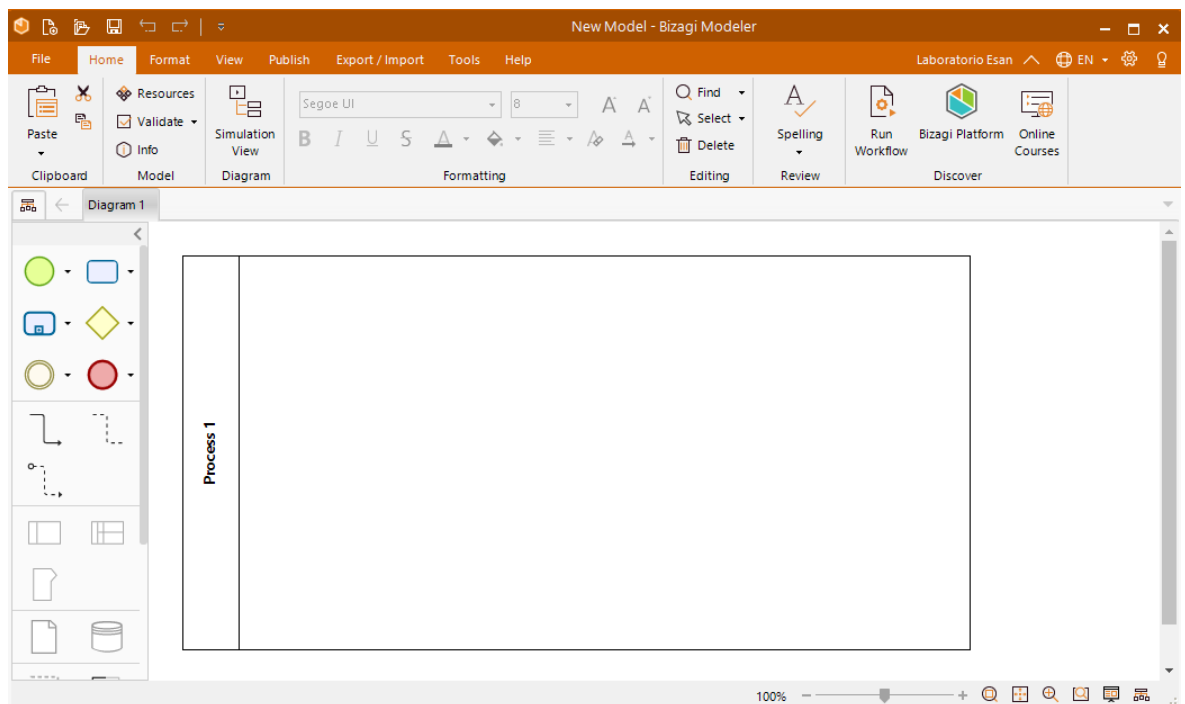 New Model - Bizagi Modeler
File Home Format View Publish Export / Import Tools Help Laboratorio Esan EN
Paste
Clipboard
Resources
Validate
Info
Model
Simulation
View
Diagram
Segoe UI 8
B I U S A A A A
Formatting
Find
Select
Delete
Editing
Spelling
Review
Run
Workflow
Bizagi Platform
Online
Courses
Discover
Diagram 1
Process 1
100%